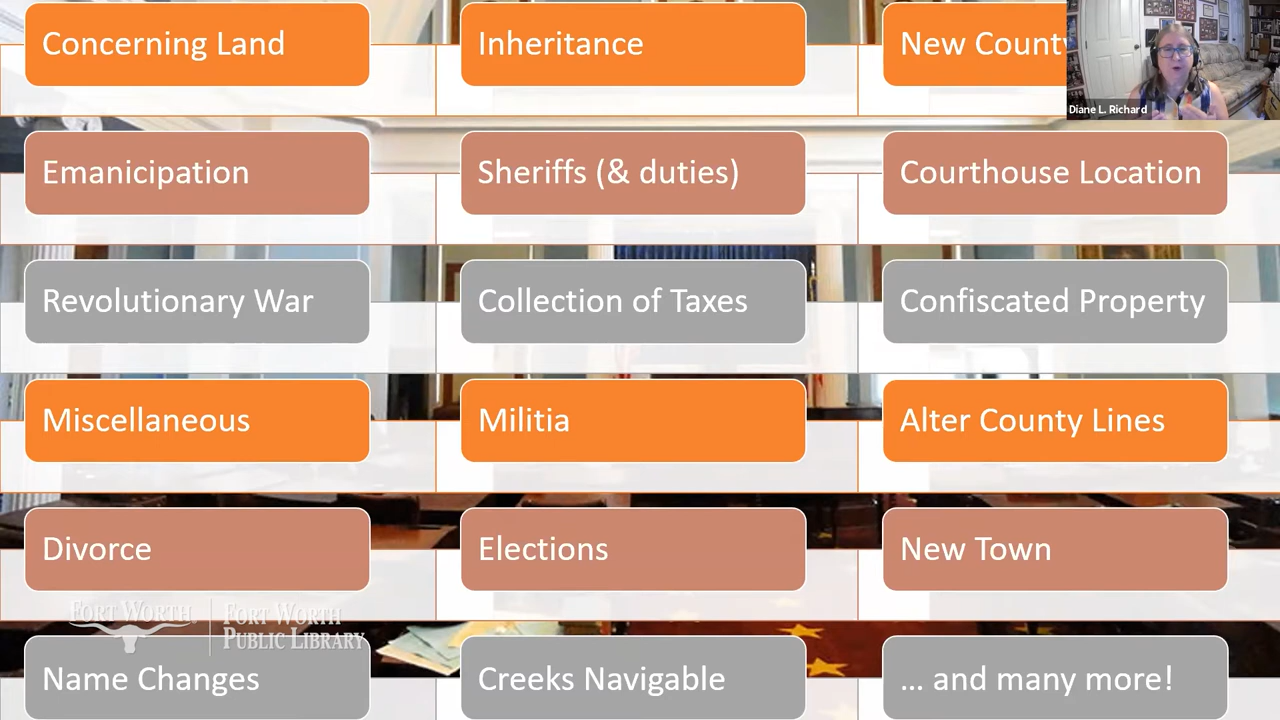 Concerning Land
Inheritance
New County
Diane L. Richard
Emanicipation
Sheriffs (& duties)
Courthouse Location
Revolutionary War
Collection of Taxes
Confiscated Property
Miscellaneous
Militia
Alter County Lines
Divorce
Elections
New Town
FORT WORTH®
FORT WORTH
PUBLIC LIBRARY
Name Changes
Creeks Navigable
... and many more!